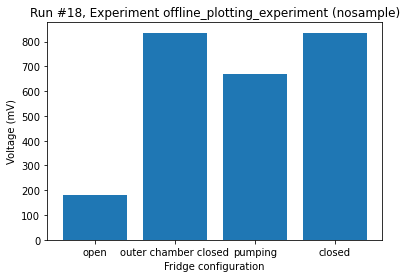 Run #18, Experiment offline_plotting_experiment (nosample)
Voltage (mV)
800
700
600
500
400
300
200
100
0
open outer chamber closed pumping closed
Fridge configuration